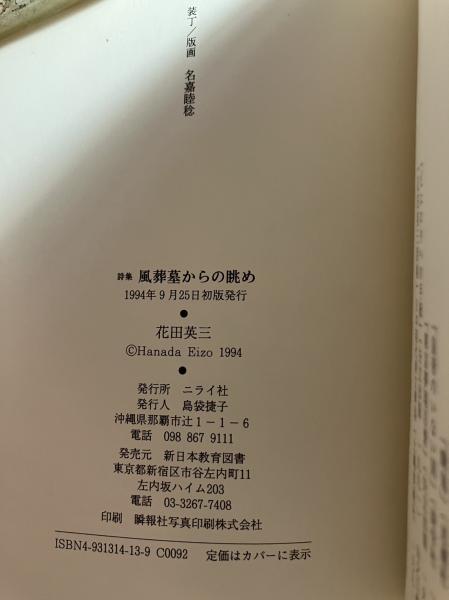 装丁/版画　名嘉睦稔
詩集　風葬墓からの眺め
1994年9月25日初版発行
●
花田英三
©Hanada Eizo 1994
●
発行所　ニライ社
発行人　島袋捷子
沖縄県那覇市辻1-1-6
電話　098 867 9111
発売元　新日本教育図書
東京都新宿区市谷左内町11
左内坂ハイム203
電話　03-3267-7408
印刷　瞬報社写真印刷株式会社
ISBN4-931314-13-9 C0092　定価はカバーに表示